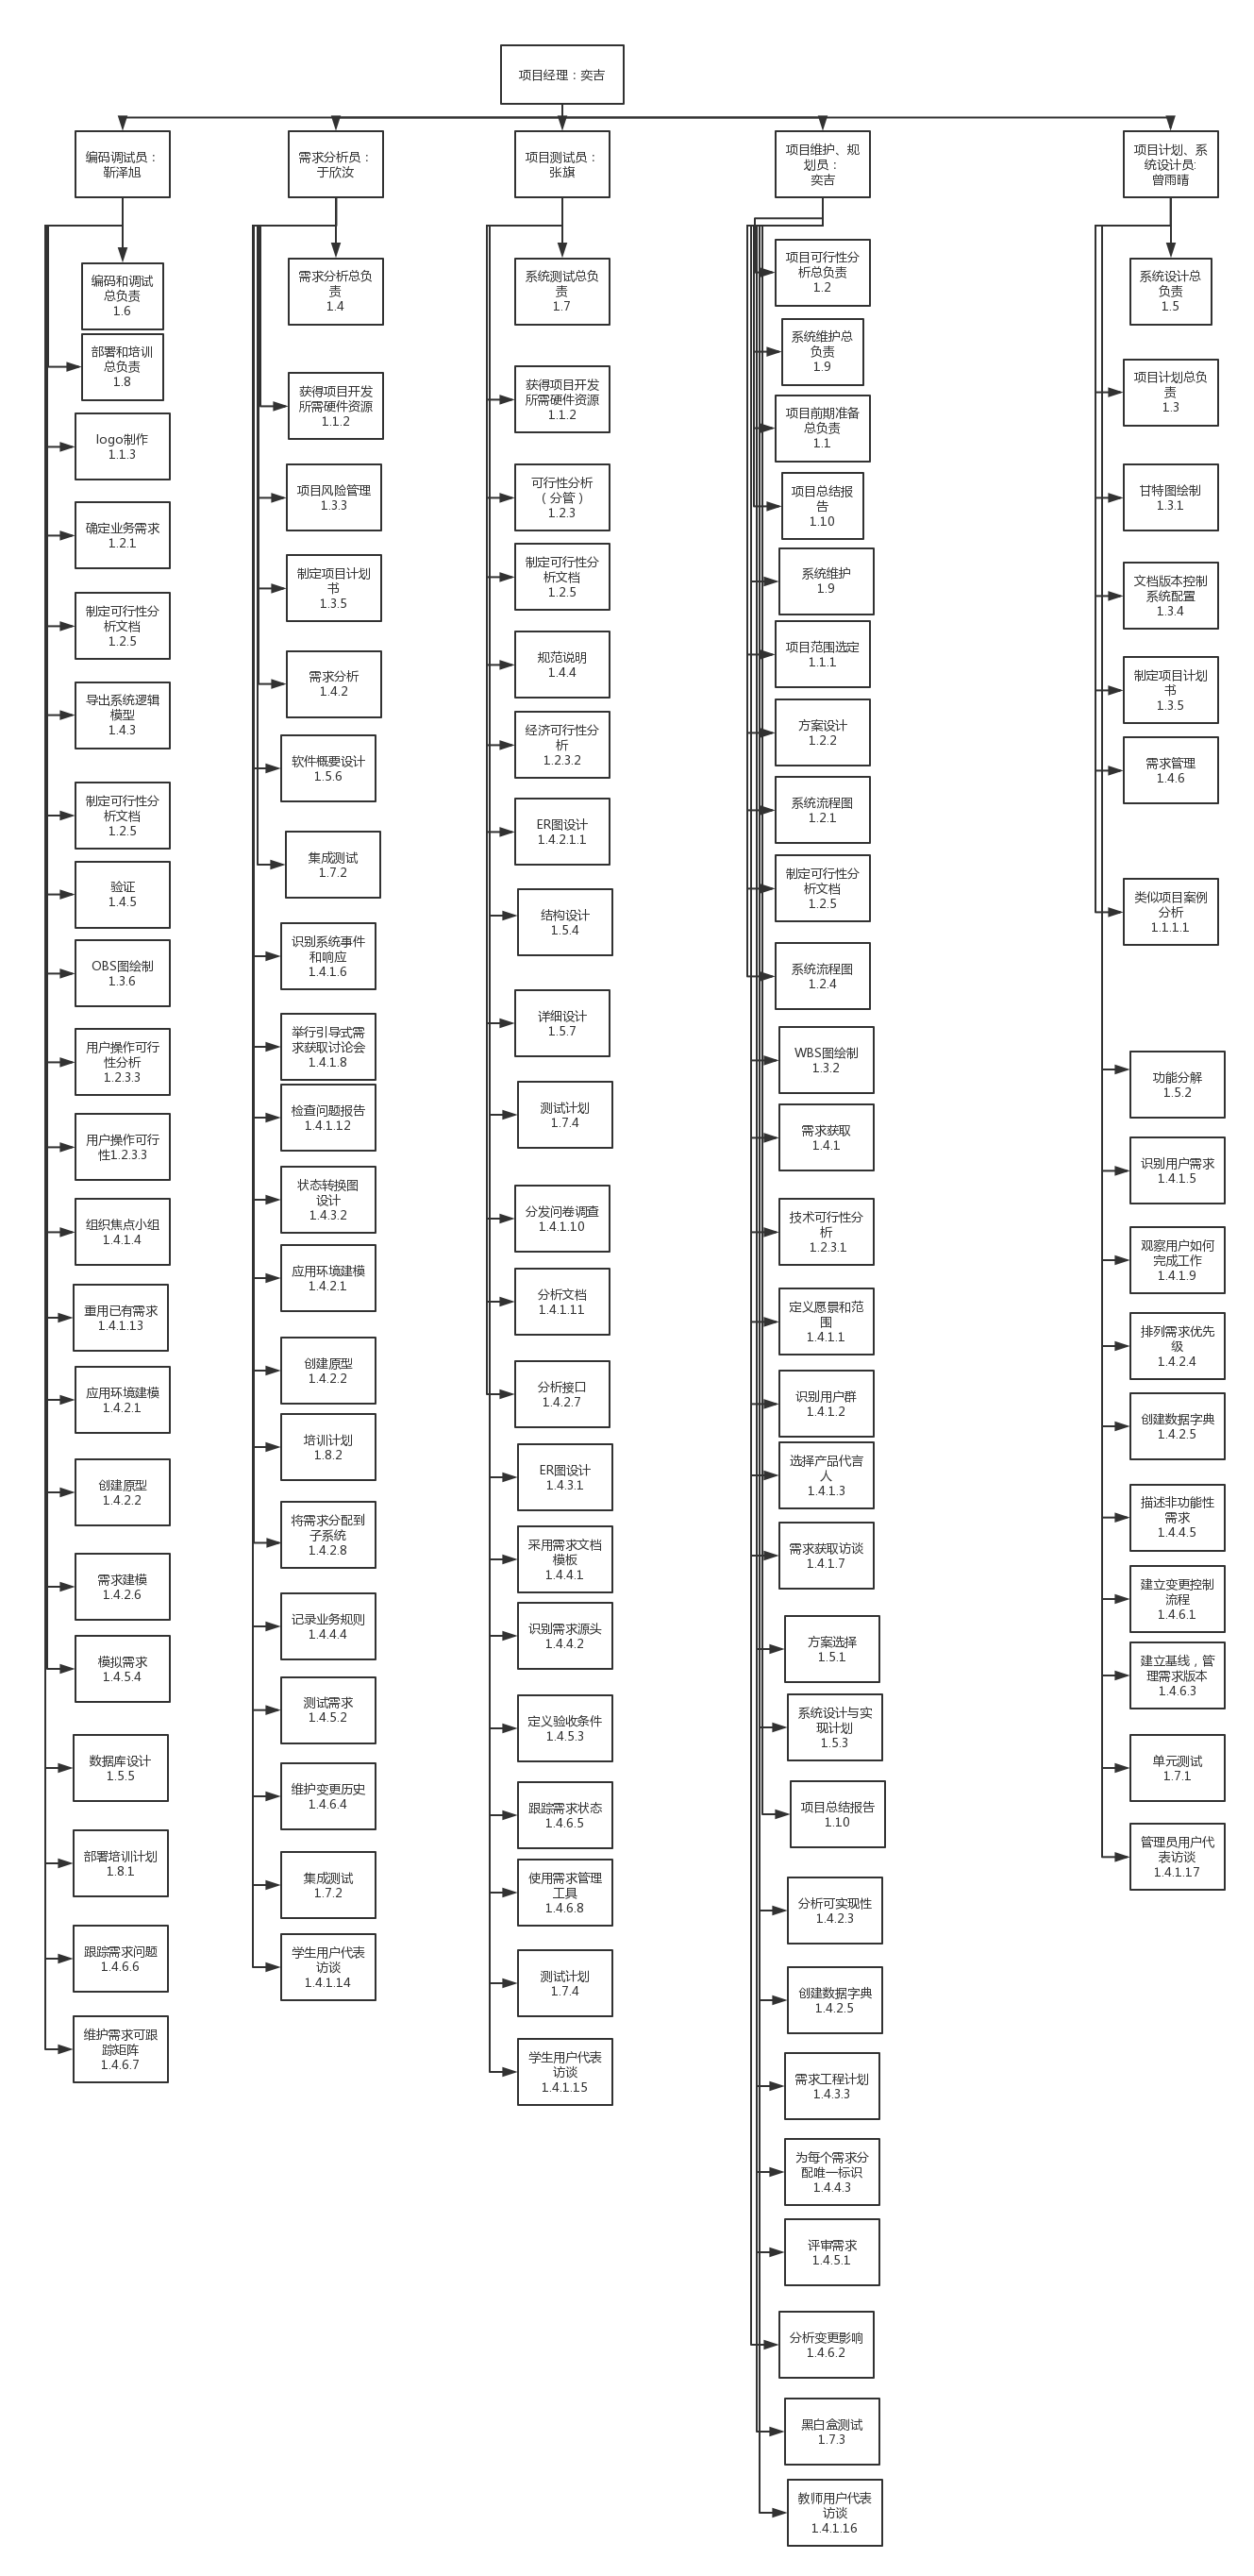 项目经理：奕吉
编码调试员：
靳泽旭
编码和调试
总负责
1.6
部署和培训
总负责
1.8
logo制作
1.1.3
确定业务需求
1.2.1
制定可行性分
析文档
1.2.5
导出系统逻辑
模型
1.4.3
制定可行性分
析文档
1.2.5
验证
1.4.5
OBS图绘制
1.3.6
用户操作可行
性分析
1.2.3.3
用户操作可行
性1.2.3.3
组织焦点小组
1.4.1.4
重用已有需求
1.4.1.13
应用环境建模
1.4.2.1
创建原型
1.4.2.2
需求建模
1.4.2.6
模拟需求
1.4.5.4
数据库设计
1.5.5
部署培训计划
1.8.1
跟踪需求问题
1.4.6.6
维护需求可跟
踪矩阵
1.4.6.7
需求分析员：
于欣汝
需求分析总负
责
1.4
获得项目开发
所需硬件资源
1.1.2
项目风险管理
1.3.3
制定项目计划
书
1.3.5
需求分析
1.4.2
软件概要设计
1.5.6
集成测试
1.7.2
识别系统事件
和响应
1.4.1.6
举行引导式需
求获取讨论会
1.4.1.8
检查问题报告
1.4.1.12
状态转换图
设计
1.4.3.2
应用环境建模
1.4.2.1
创建原型
1.4.2.2
培训计划
1.8.2
将需求分配到
子系统
1.4.2.8
记录业务规则
1.4.4.4
测试需求
1.4.5.2
维护变更历史
1.4.6.4
集成测试
1.7.2
学生用户代表
访谈
1.4.1.14
项目测试员：
张旗
系统测试总负
责
1.7
获得项目开发
所需硬件资源
1.1.2
可行性分析
（分管）
1.2.3
制定可行性分
析文档
1.2.5
规范说明
1.4.4
经济可行性分
析
1.2.3.2
ER图设计
1.4.2.1.1
结构设计
1.5.4
详细设计
1.5.7
测试计划
1.7.4
分发问卷调查
1.4.1.10
分析文档
1.4.1.11
分析接口
1.4.2.7
ER图设计
1.4.3.1
采用需求文档
模板
1.4.4.1
识别需求源头
1.4.4.2
定义验收条件
1.4.5.3
跟踪需求状态
1.4.6.5
使用需求管理
工具
1.4.6.8
测试计划
1.7.4
学生用户代表
访谈
1.4.1.15
项目维护、规
划员：
奕吉
项目可行性分
析总负责
1.2
系统维护总
负责
1.9
项目前期准备
总负责
1.1
项目总结报
告
1.10
系统维护
1.9
项目范围选定
1.1.1
方案设计
1.2.2
系统流程图
1.2.1
制定可行性分
析文档
1.2.5
系统流程图
1.2.4
WBS图绘制
1.3.2
需求获取
1.4.1
技术可行性分
析
1.2.3.1
定义愿景和范
围
1.4.1.1
识别用户群
1.4.1.2
选择产品代言
人
1.4.1.3
需求获取访谈
1.4.1.7
方案选择
1.5.1
系统设计与实
现计划
1.5.3
项目总结报告
1.10
分析可实现性
1.4.2.3
创建数据字典
1.4.2.5
需求工程计划
1.4.3.3
为每个需求分
配唯一标识
1.4.4.3
评审需求
1.4.5.1
分析变更影响
1.4.6.2
黑白盒测试
1.7.3
教师用户代表
访谈
1.4.1.16
项目计划、系
统设计员:
曾雨晴
系统设计总
负责
1.5
项目计划总负
责
1.3
甘特图绘制
1.3.1
文档版本控制
系统配置
1.3.4
制定项目计划
书
1.3.5
需求管理
1.4.6
类似项目案例
分析
1.1.1.1
功能分解
1.5.2
识别用户需求
1.4.1.5
观察用户如何
完成工作
1.4.1.9
排列需求优先
级
1.4.2.4
创建数据字典
1.4.2.5
描述非功能性
需求
1.4.4.5
建立变更控制
流程
1.4.6.1
建立基线，管
理需求版本
1.4.6.3
单元测试
1.7.1
管理员用户代
表访谈
1.4.1.17